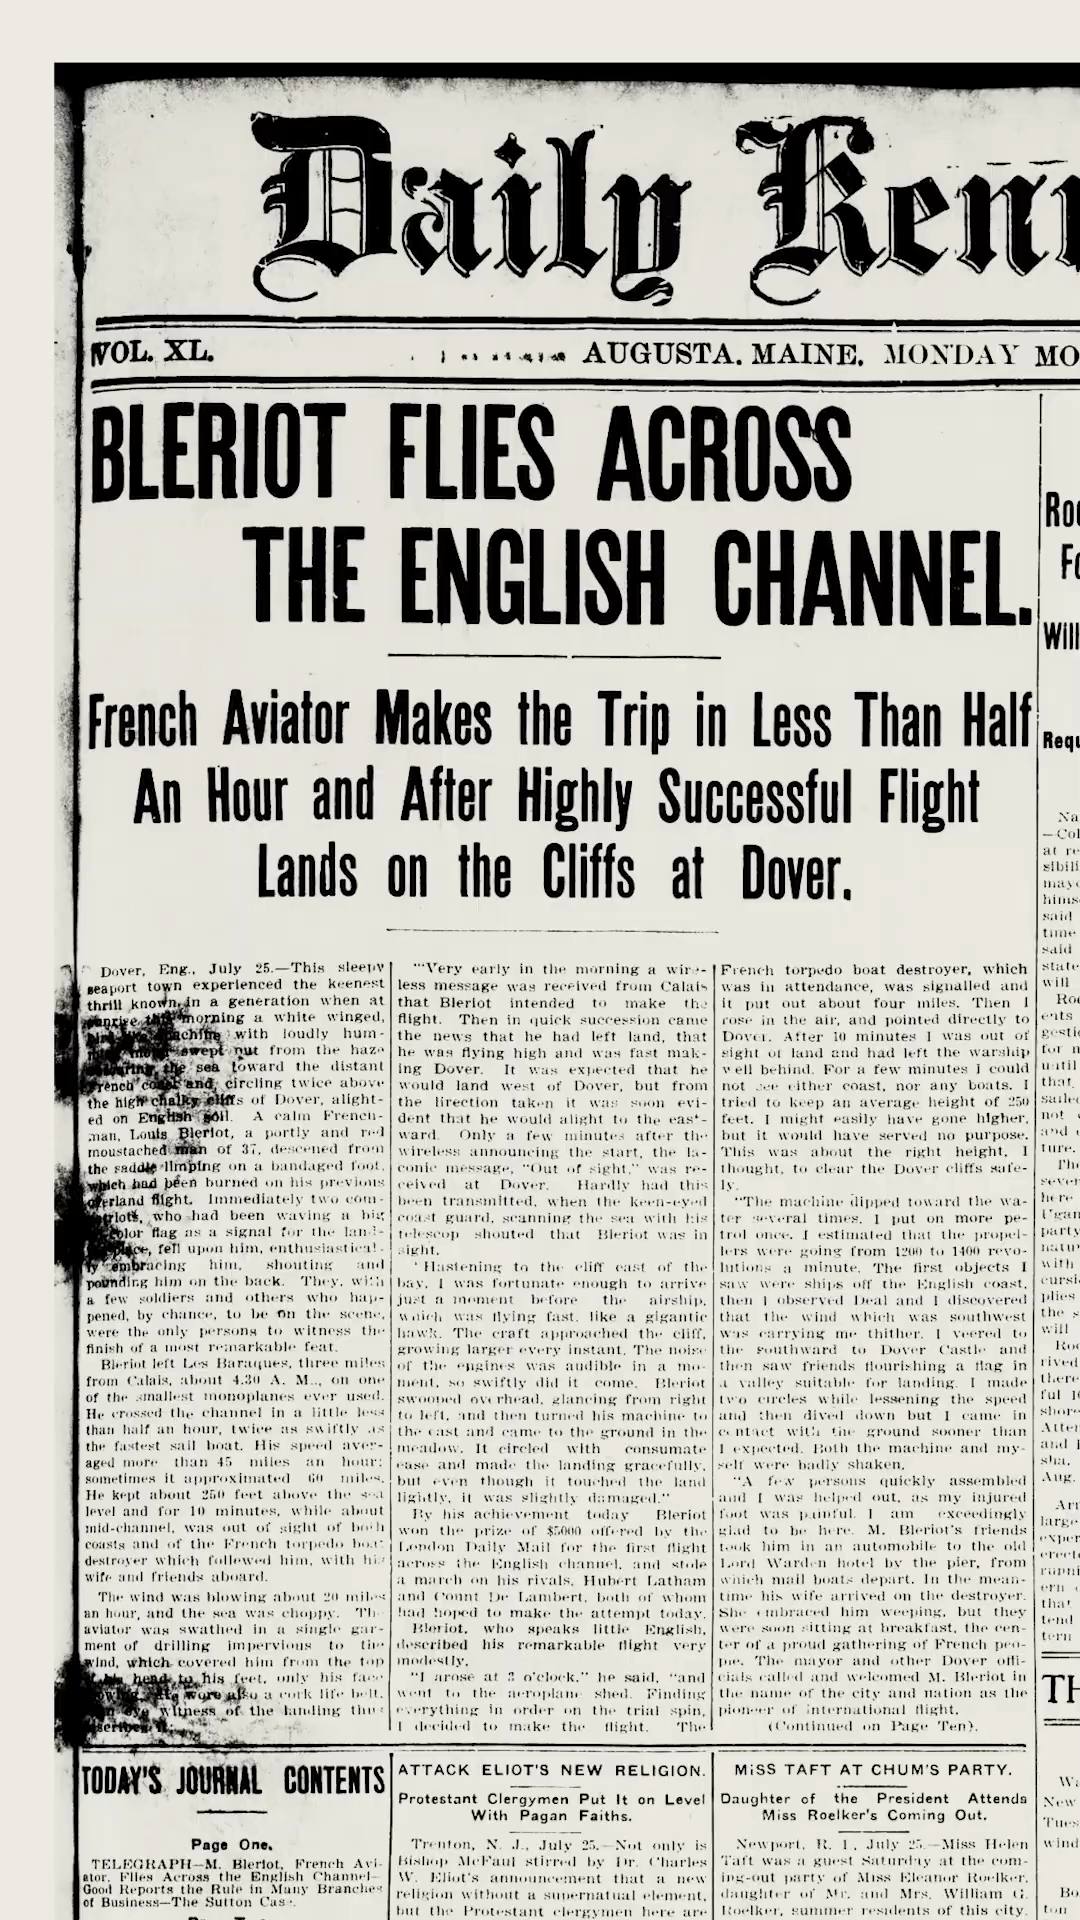 Daily Kenn
VOL. XL.
AUGUSTA, MAINE, MONDAY MO
BLERIOT FLIES ACROSS
THE ENGLISH CHANNEL.
French Aviator Makes the Trip in Less Than Half
An Hour and After Highly Successful Flight
Lands on the Cliffs at Dover.
Dover, Eng., July 25.—This sleepy
seaport town experienced the keenest
thrill known in a generation when at
sunrise this morning a white winged,
machine with loudly hum-
swept out from the haze
the sea toward the distant
French coast and circling twice above
the high chalky cliffs of Dover, alight-
ed on English soil. A calm French-
man, Louis Bleriot, a portly and red
moustached man of 37, descened from
the saddle limping on a bandaged foot,
which had been burned on his previous
overland flight. Immediately two com-
who had been waving a big
color flag as a signal for the land-
fell upon him, enthusiastical-
ly embracing him, shouting and
pounding him on the back. They, with
a few soldiers and others who hap-
pened, by chance, to be on the scene,
were the only persons to witness the
finish of a most remarkable feat.
Bleriot left Les Baraques, three miles
from Calais, about 4.30 A. M., on one
of the smallest monoplanes ever used.
He crossed the channel in a little less
than half an hour, twice as swiftly as
the fastest sail boat. His speed aver-
aged more than 45 miles an hour;
sometimes it approximated 60 miles.
He kept about 250 feet above the sea
level and for 10 minutes, while about
mid-channel, was out of sight of both
coasts and of the French torpedo boat
destroyer which followed him, with his
wife and friends aboard.
The wind was blowing about 20 miles
an hour, and the sea was choppy. The
aviator was swathed in a single gar-
ment of drilling impervious to the
wind, which covered him from the top
head to his feet, only his face
He wore also a cork life belt.
eye witness of the landing thus
"Very early in the morning a wire-
less message was received from Calais
that Bleriot intended to make the
flight. Then in quick succession came
the news that he had left land, that
he was flying high and was fast mak-
ing Dover. It was expected that he
would land west of Dover, but from
the lirection taken it was soon evi-
dent that he would alight to the east-
ward. Only a few minutes after the
wireless announcing the start, the la-
conic message, "Out of sight," was re-
ceived at Dover. Hardly had this
been transmitted, when the keen-eyed
coast guard, scanning the sea with his
telescop shouted that Bleriot was in
sight.
"Hastening to the cliff east of the
bay, I was fortunate enough to arrive
just a moment before the airship,
which was flying fast, like a gigantic
hawk. The craft approached the cliff,
growing larger every instant. The noise
of the engines was audible in a mo-
ment, so swiftly did it come. Bleriot
swooped overhead, glancing from right
to left, and then turned his machine to
the east and came to the ground in the
meadow. It circled with consumate
ease and made the landing gracefully,
but even though it touched the land
lightly, it was slightly damaged."
By his achievement today Bleriot
won the prize of $5000 offered by the
London Daily Mail for the first flight
across the English channel, and stole
a march on his rivals, Hubert Latham
and Count De Lambert, both of whom
had hoped to make the attempt today.
Bleriot, who speaks little English,
described his remarkable flight very
modestly.
"I arose at 3 o'clock," he said, "and
went to the aeroplane shed. Finding
everything in order on the trial spin,
I decided to make the flight. The
French torpedo boat destroyer, which
was in attendance, was signalled and
it put out about four miles. Then I
rose in the air, and pointed directly to
Dover. After 10 minutes I was out of
sight of land and had left the warship
well behind. For a few minutes I could
not see either coast, nor any boats. I
tried to keep an average height of 250
feet. I might easily have gone higher,
but it would have served no purpose.
This was about the right height, I
thought, to clear the Dover cliffs safe-
ly.
"The machine dipped toward the wa-
ter several times. I put on more pe-
trol once. I estimated that the propel-
lers were going from 1200 to 1400 revo-
lutions a minute. The first objects I
saw were ships off the English coast,
then I observed Deal and I discovered
that the wind which was southwest
was carrying me thither. I veered to
the southward to Dover Castle and
then saw friends flourishing a flag in
a valley suitable for landing. I made
two circles while lessening the speed
and then dived down but I came in
contact with the ground sooner than
I expected. Both the machine and my-
self were badly shaken.
"A few persons quickly assembled
and I was helped out, as my injured
foot was painful. I am exceedingly
glad to be here. M. Bleriot's friends
took him in an automobile to the old
Lord Warden hotel by the pier, from
which mail boats depart. In the mean-
time his wife arrived on the destroyer.
She embraced him weeping, but they
were soon sitting at breakfast, the cen-
ter of a proud gathering of French peo-
ple. The mayor and other Dover offi-
cials called and welcomed M. Bleriot in
the name of the city and nation as the
pioneer of international flight.
(Continued on Page Ten).
TODAY'S JOURNAL CONTENTS
Page One.
TELEGRAPH—M. Bleriot, French Avi-
ator, Flies Across the English Channel—
Good Reports the Rule in Many Branches
of Business—The Sutton Case.
ATTACK ELIOT'S NEW RELIGION.
Protestant Clergymen Put It on Level
With Pagan Faiths.
Trenton, N. J., July 25.—Not only is
Bishop McFaul stirred by Dr. Charles
W. Eliot's announcement that a new
religion without a supernatual element,
but the Protestant clergymen here are
MISS TAFT AT CHUM'S PARTY.
Daughter of the President Attends
Miss Roelker's Coming Out.
Newport, R. I., July 25.—Miss Helen
Taft was a guest Saturday at the com-
ing-out party of Miss Eleanor Roelker,
daughter of Mr. and Mrs. William G.
Roelker, summer residents of this city.